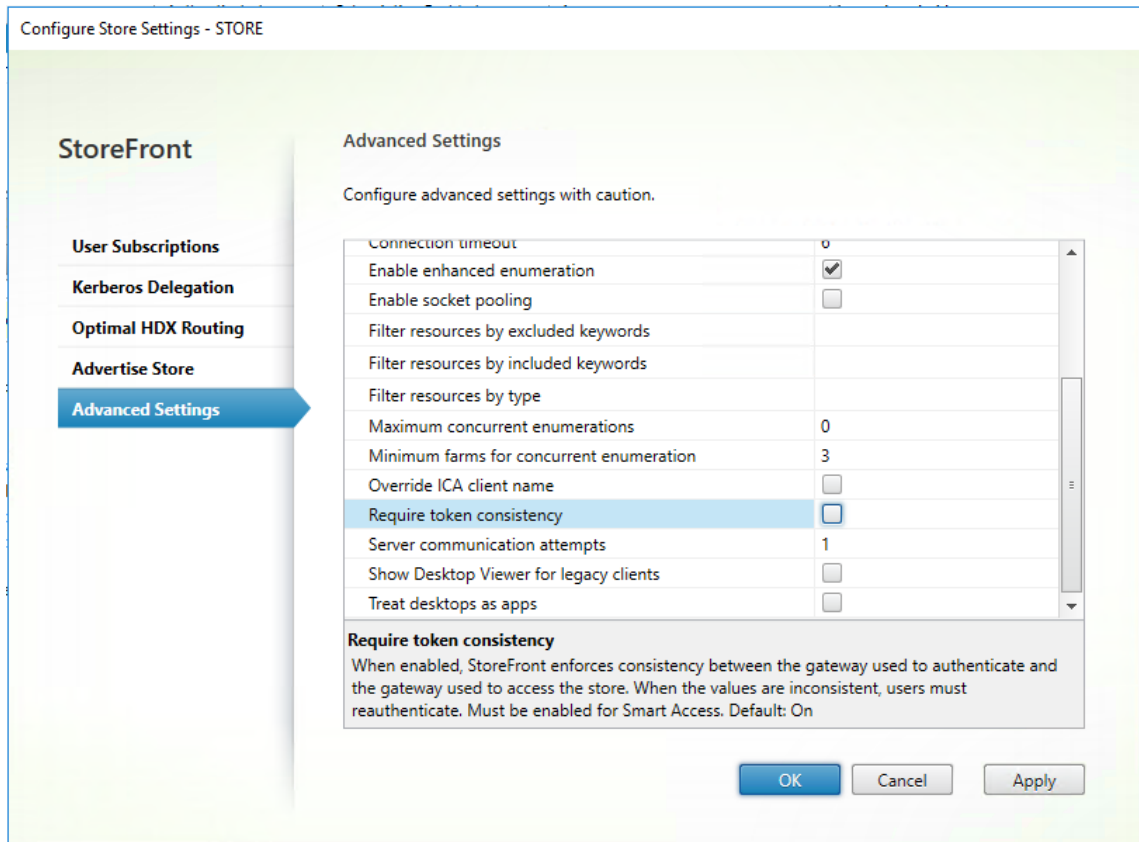 Configure Store Settings - STORE
StoreFront
User Subscriptions
Kerberos Delegation
Optimal HDX Routing
Advertise Store
Advanced Settings
Advanced Settings
Configure advanced settings with caution.
Connection timeout 6
Enable enhanced enumeration
Enable socket pooling
Filter resources by excluded keywords
Filter resources by included keywords
Filter resources by type
Maximum concurrent enumerations 0
Minimum farms for concurrent enumeration 3
Override ICA client name
Require token consistency
Server communication attempts 1
Show Desktop Viewer for legacy clients
Treat desktops as apps
Require token consistency
When enabled, StoreFront enforces consistency between the gateway used to authenticate and
the gateway used to access the store. When the values are inconsistent, users must
reauthenticate. Must be enabled for Smart Access. Default: On
OK Cancel Apply